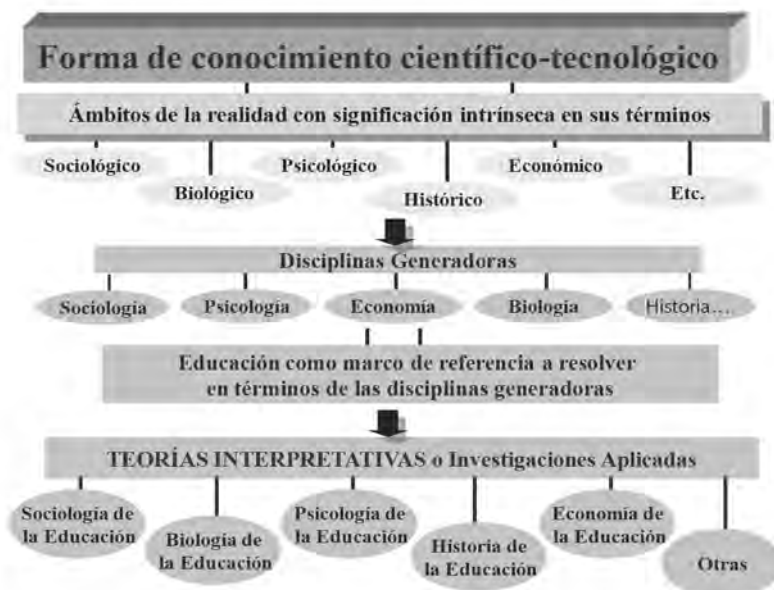 Forma de conocimiento científico-tecnológico
Ámbitos de la realidad con significación intrínseca en sus términos
Sociológico
Psicológico
Económico
Biológico
Histórico
Etc.
Disciplinas Generadoras
Sociología
Psicología
Economía
Biología
Historia...
Educación como marco de referencia a resolver
en términos de las disciplinas generadoras
TEORÍAS INTERPRETATIVAS o Investigaciones Aplicadas
Sociología de
la Educación
Psicología de
la Educación
Economía de
la Educación
Biología de
la Educación
Historia de
la Educación
Otras